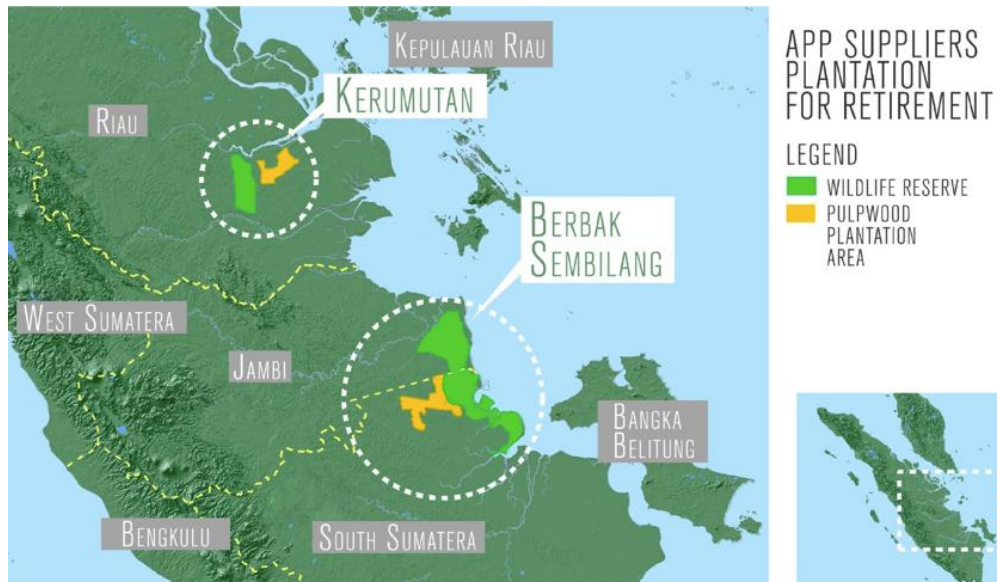 KEPULAUAN RIAU
KERUMUTAN
RIAU
BERBAK
SEMBILANG
WEST SUMATERA
JAMBI
BANGKA
BELITUNG
BENGKULU
SOUTH SUMATERA
APP SUPPLIERS
PLANTATION
FOR RETIREMENT
LEGEND
WILDLIFE RESERVE
PULPWOOD
PLANTATION
AREA